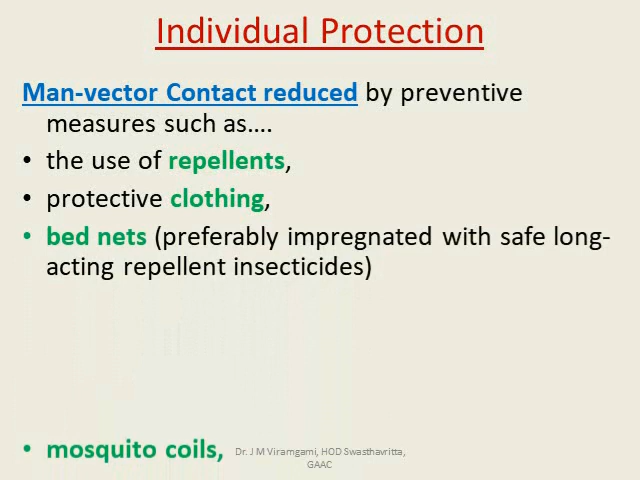 Individual Protection
Man-vector Contact reduced by preventive
measures such as….
• the use of repellents,
• protective clothing,
• bed nets (preferably impregnated with safe long-
acting repellent insecticides)
• mosquito coils,
Dr. J M Viramgami, HOD Swasthavritta,
GAAC